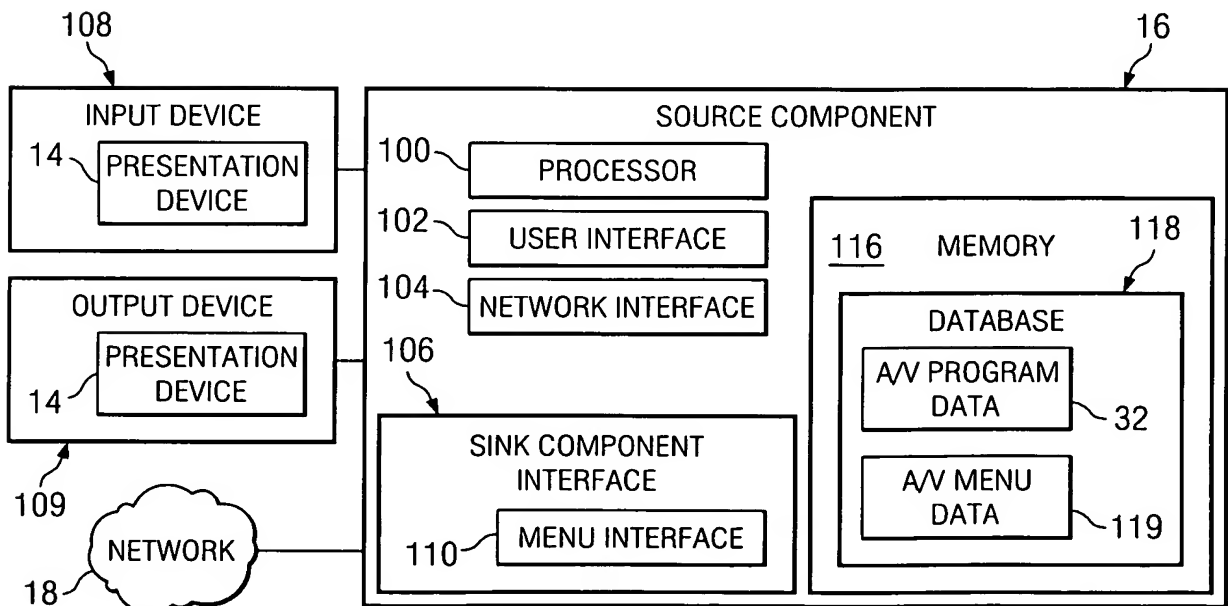 108
16
INPUT DEVICE
14
PRESENTATION
DEVICE
SOURCE COMPONENT
100
PROCESSOR
102
USER INTERFACE
104
NETWORK INTERFACE
116
MEMORY
118
DATABASE
A/V PROGRAM
DATA
32
A/V MENU
DATA
119
OUTPUT DEVICE
PRESENTATION
DEVICE
14
109
106
SINK COMPONENT
INTERFACE
110
MENU INTERFACE
NETWORK
18